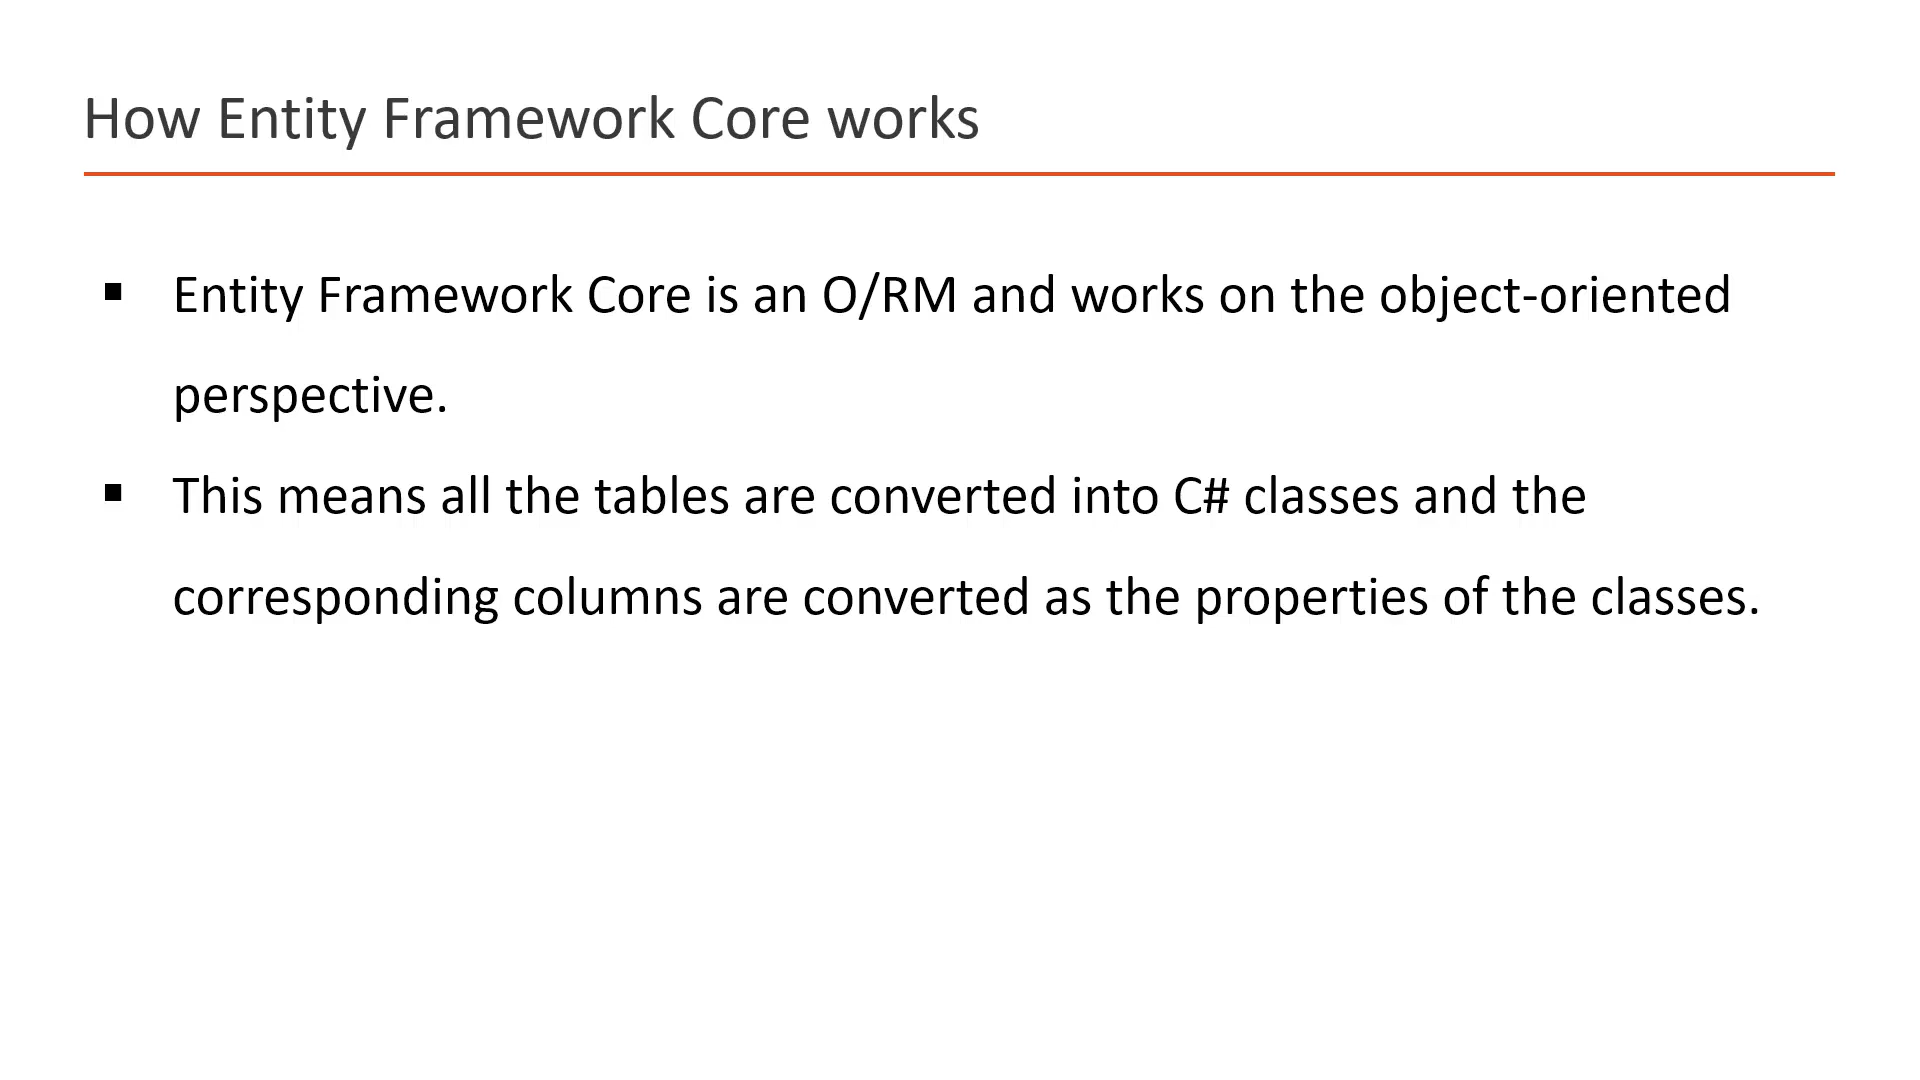 How Entity Framework Core works
▪ Entity Framework Core is an O/RM and works on the object-oriented
perspective.
▪ This means all the tables are converted into C# classes and the
corresponding columns are converted as the properties of the classes.